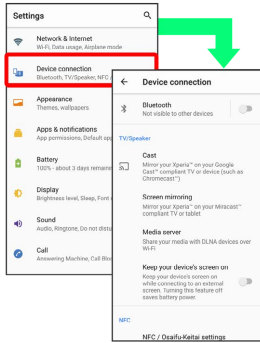 Settings
Network & Internet
Wi-Fi, Data usage, Airplane mode
Device connection
Bluetooth, TV/Speaker, NFC /
Appearance
Themes, wallpapers
Apps & notifications
App permissions, Default app
Battery
100% - about 3 days remaini
Display
Brightness level, Sleep, Font
Sound
Audio, Ringtone, Do not distu
Call
Answering Machine, Call Bloc
Device connection
Bluetooth
Not visible to other devices
TV/Speaker
Cast
Mirror your Xperia™ on your Google
Cast™ compliant TV or device (such as
Chromecast™)
Screen mirroring
Mirror your Xperia™ on your Miracast™
compliant TV or tablet
Media server
Share your media with DLNA devices over
Wi-Fi
Keep your device's screen on
Keep your device's screen on
while connecting to an external
screen. Turning this feature off
saves battery power.
NFC
NFC / Osaifu-Keitai settings